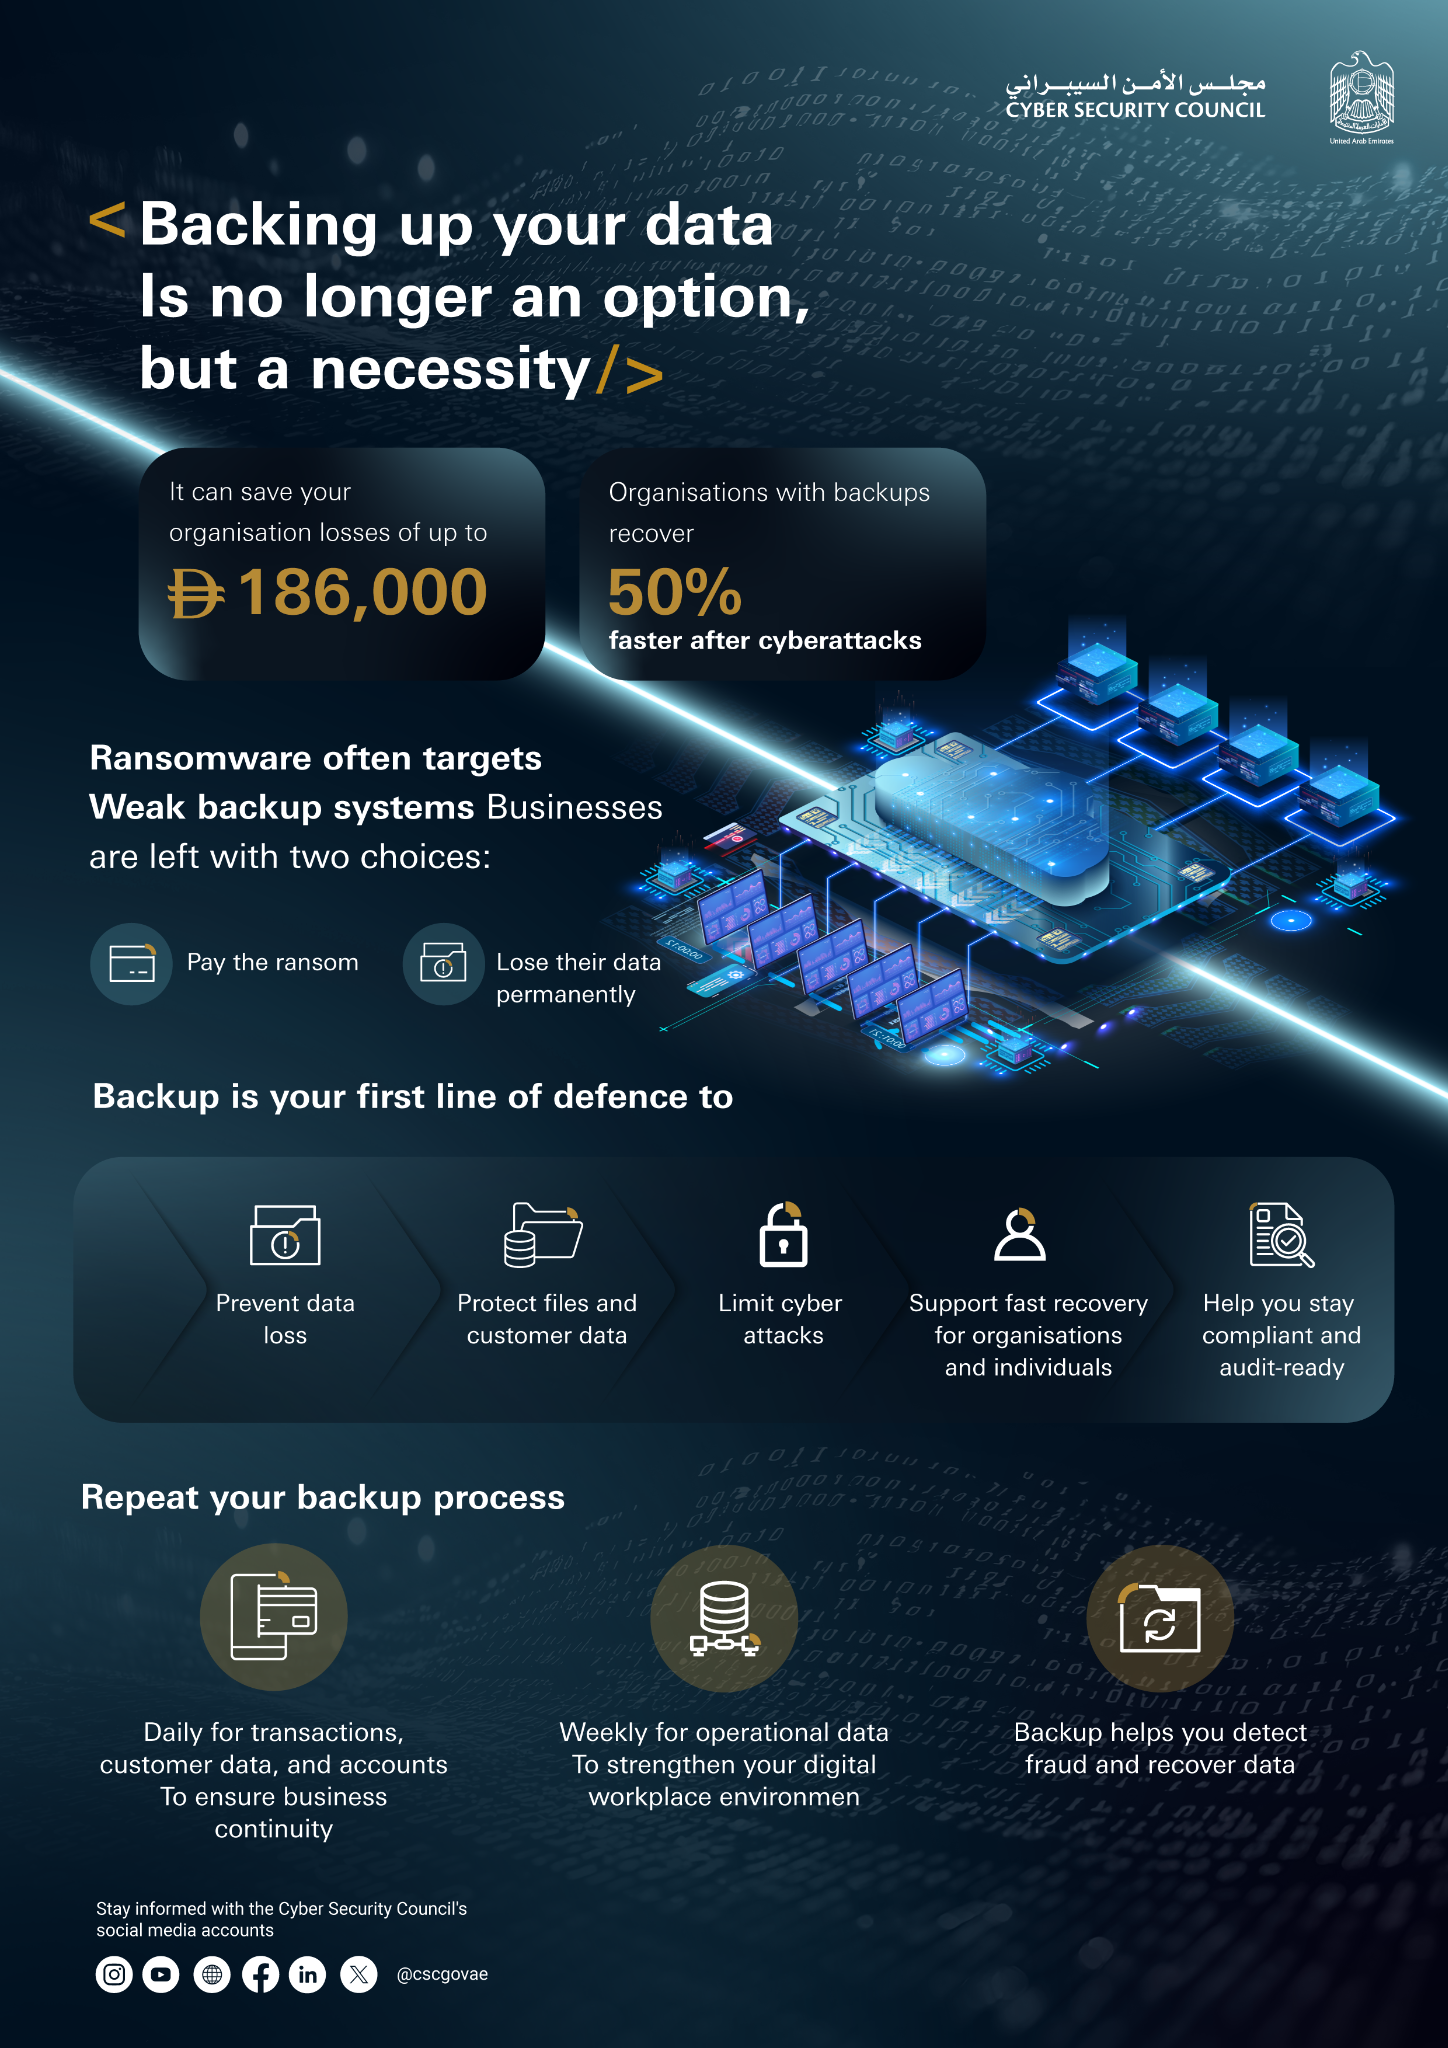 مجلس الأمن السيبراني
CYBER SECURITY COUNCIL
United Arab Emirates
< Backing up your data
Is no longer an option,
but a necessity />
It can save your
organisation losses of up to
186,000
Organisations with backups
recover
50%
faster after cyberattacks
Ransomware often targets
Weak backup systems Businesses
are left with two choices:
Pay the ransom
Lose their data
permanently
Backup is your first line of defence to
Prevent data
loss
Protect files and
customer data
Limit cyber
attacks
Support fast recovery
for organisations
and individuals
Help you stay
compliant and
audit-ready
Repeat your backup process
Daily for transactions,
customer data, and accounts
To ensure business
continuity
Weekly for operational data
To strengthen your digital
workplace environmen
Backup helps you detect
fraud and recover data
Stay informed with the Cyber Security Council's
social media accounts
@cscgovae